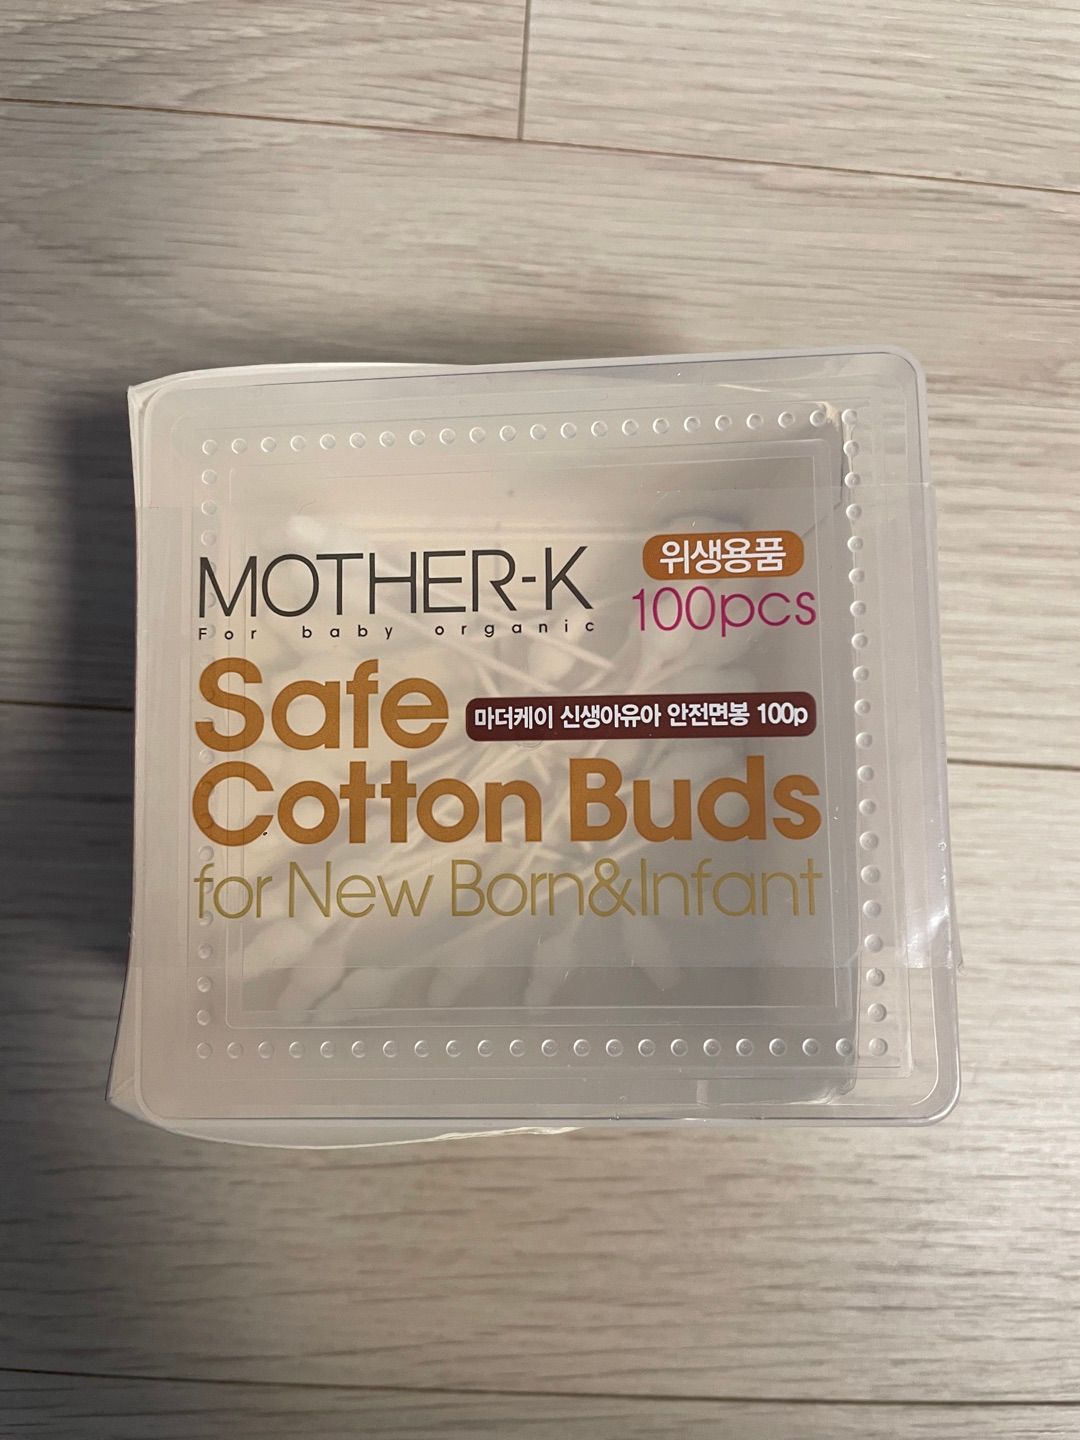 MOTHER-K
For baby organic
위생용품
100pcs
Safe
마더케이 신생아유아 안전면봉 100p
Cotton Buds
for New Born&Infant